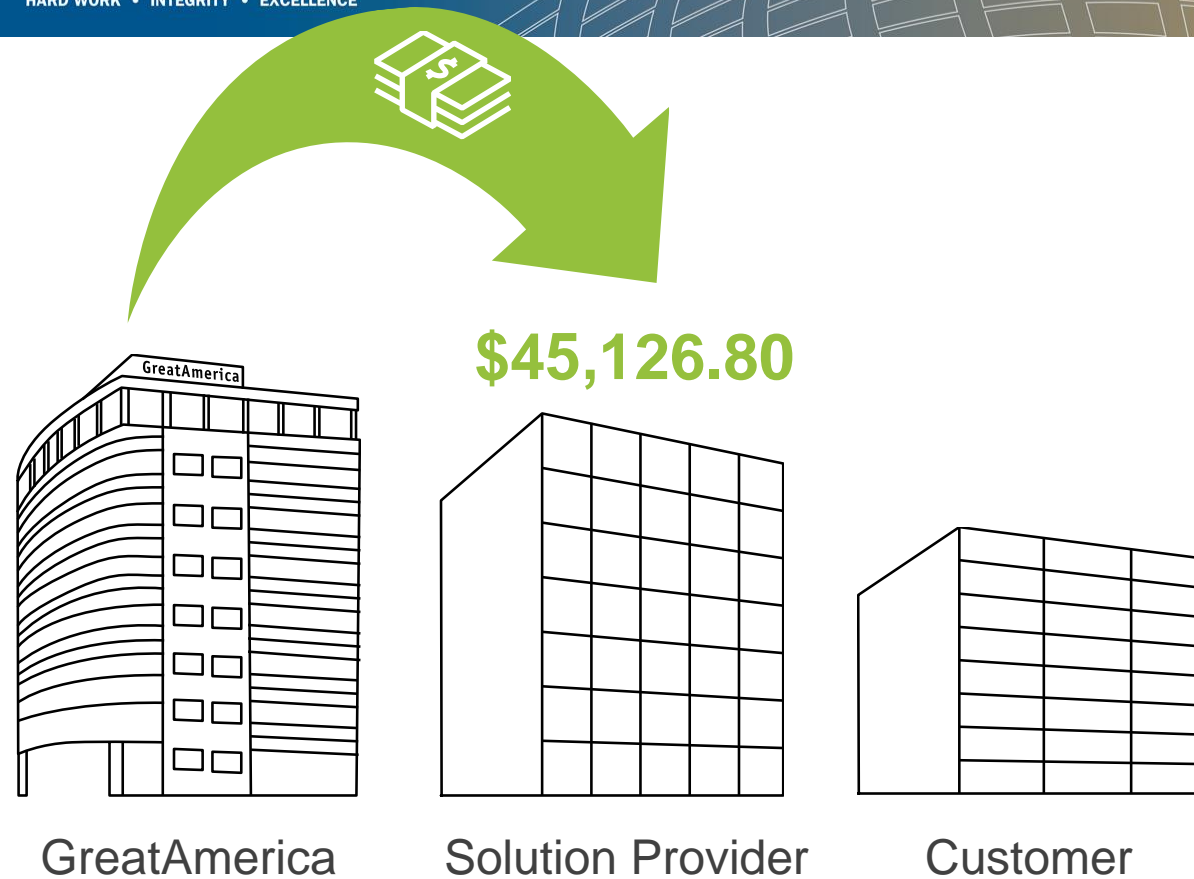 HARD WORK • INTEGRITY • EXCELLENCE
$
$45,126.80
GreatAmerica
GreatAmerica
Solution Provider
Customer